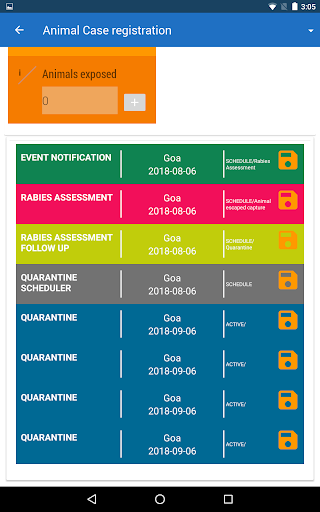 3:05
Animal Case registration
Animals exposed
0
+
EVENT NOTIFICATION
Goa
2018-08-06
SCHEDULE/Rabies
Assessment
RABIES ASSESSMENT
Goa
2018-08-06
SCHEDULE/Animal
escaped capture
RABIES ASSESSMENT
FOLLOW UP
Goa
2018-08-06
SCHEDULE/
Quarantine
QUARANTINE
SCHEDULER
Goa
2018-08-06
SCHEDULE
QUARANTINE
Goa
2018-09-06
ACTIVE/
QUARANTINE
Goa
2018-09-06
ACTIVE/
QUARANTINE
Goa
2018-09-06
ACTIVE/
QUARANTINE
Goa
2018-09-06
ACTIVE/